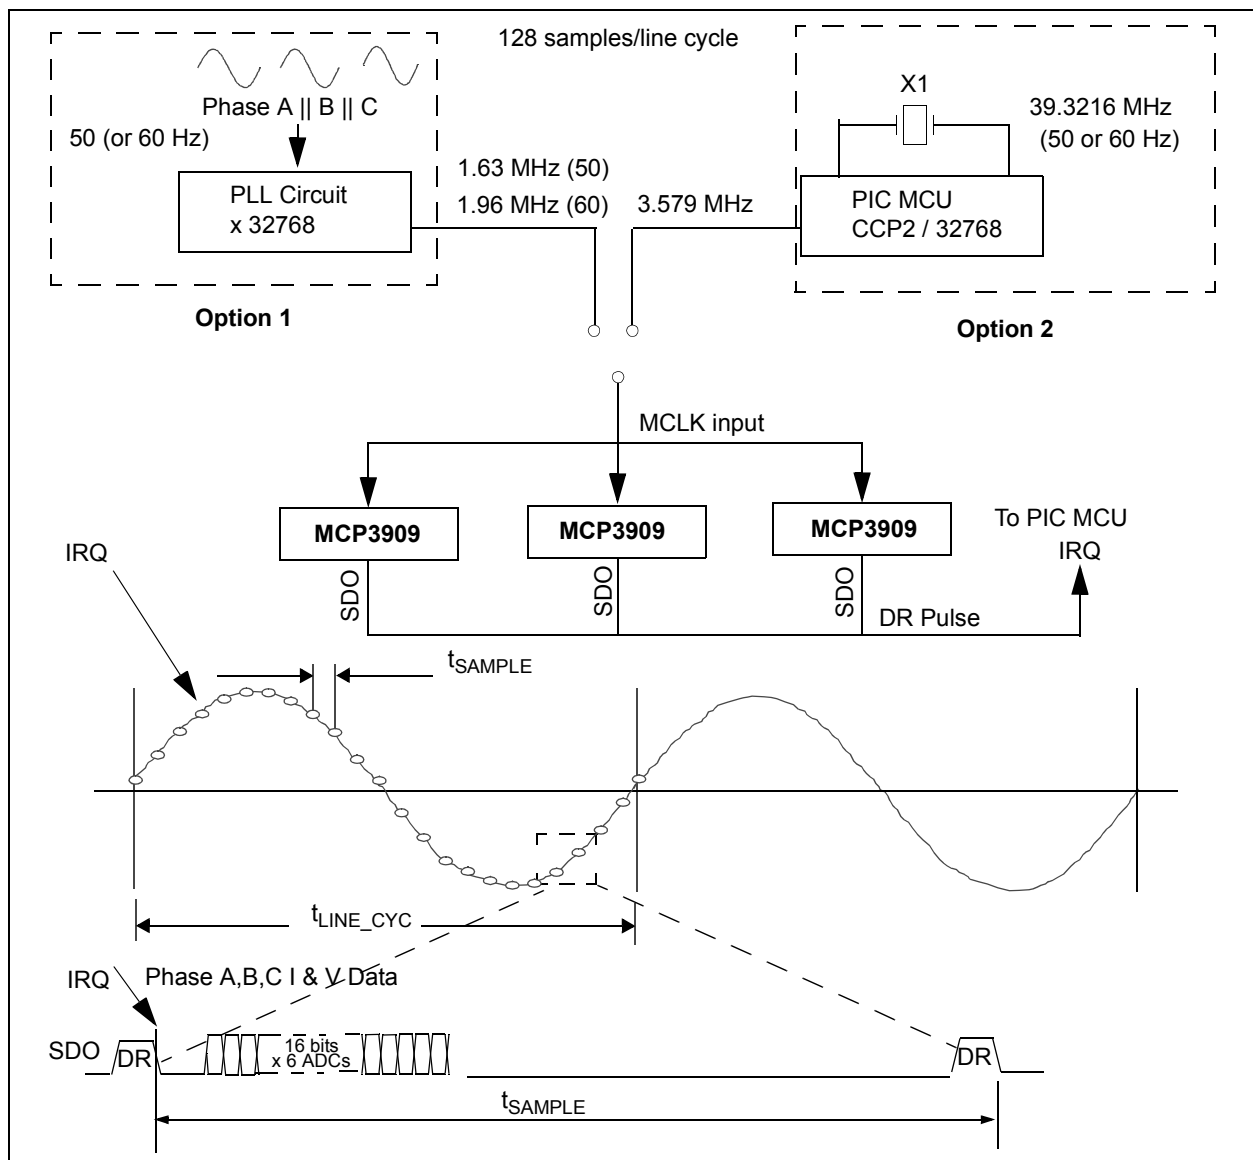 128 samples/line cycle
Phase A || B || C
50 (or 60 Hz)
PLL Circuit
x 32768
Option 1
1.63 MHz (50)
1.96 MHz (60)
3.579 MHz
X1
39.3216 MHz
(50 or 60 Hz)
PIC MCU
CCP2 / 32768
Option 2
MCLK input
MCP3909
MCP3909
MCP3909
SDO
SDO
SDO
To PIC MCU
IRQ
DR Pulse
IRQ
tSAMPLE
tLINE_CYC
IRQ
Phase A,B,C I & V Data
SDO
DR
16 bits
x 6 ADCs
DR
tSAMPLE